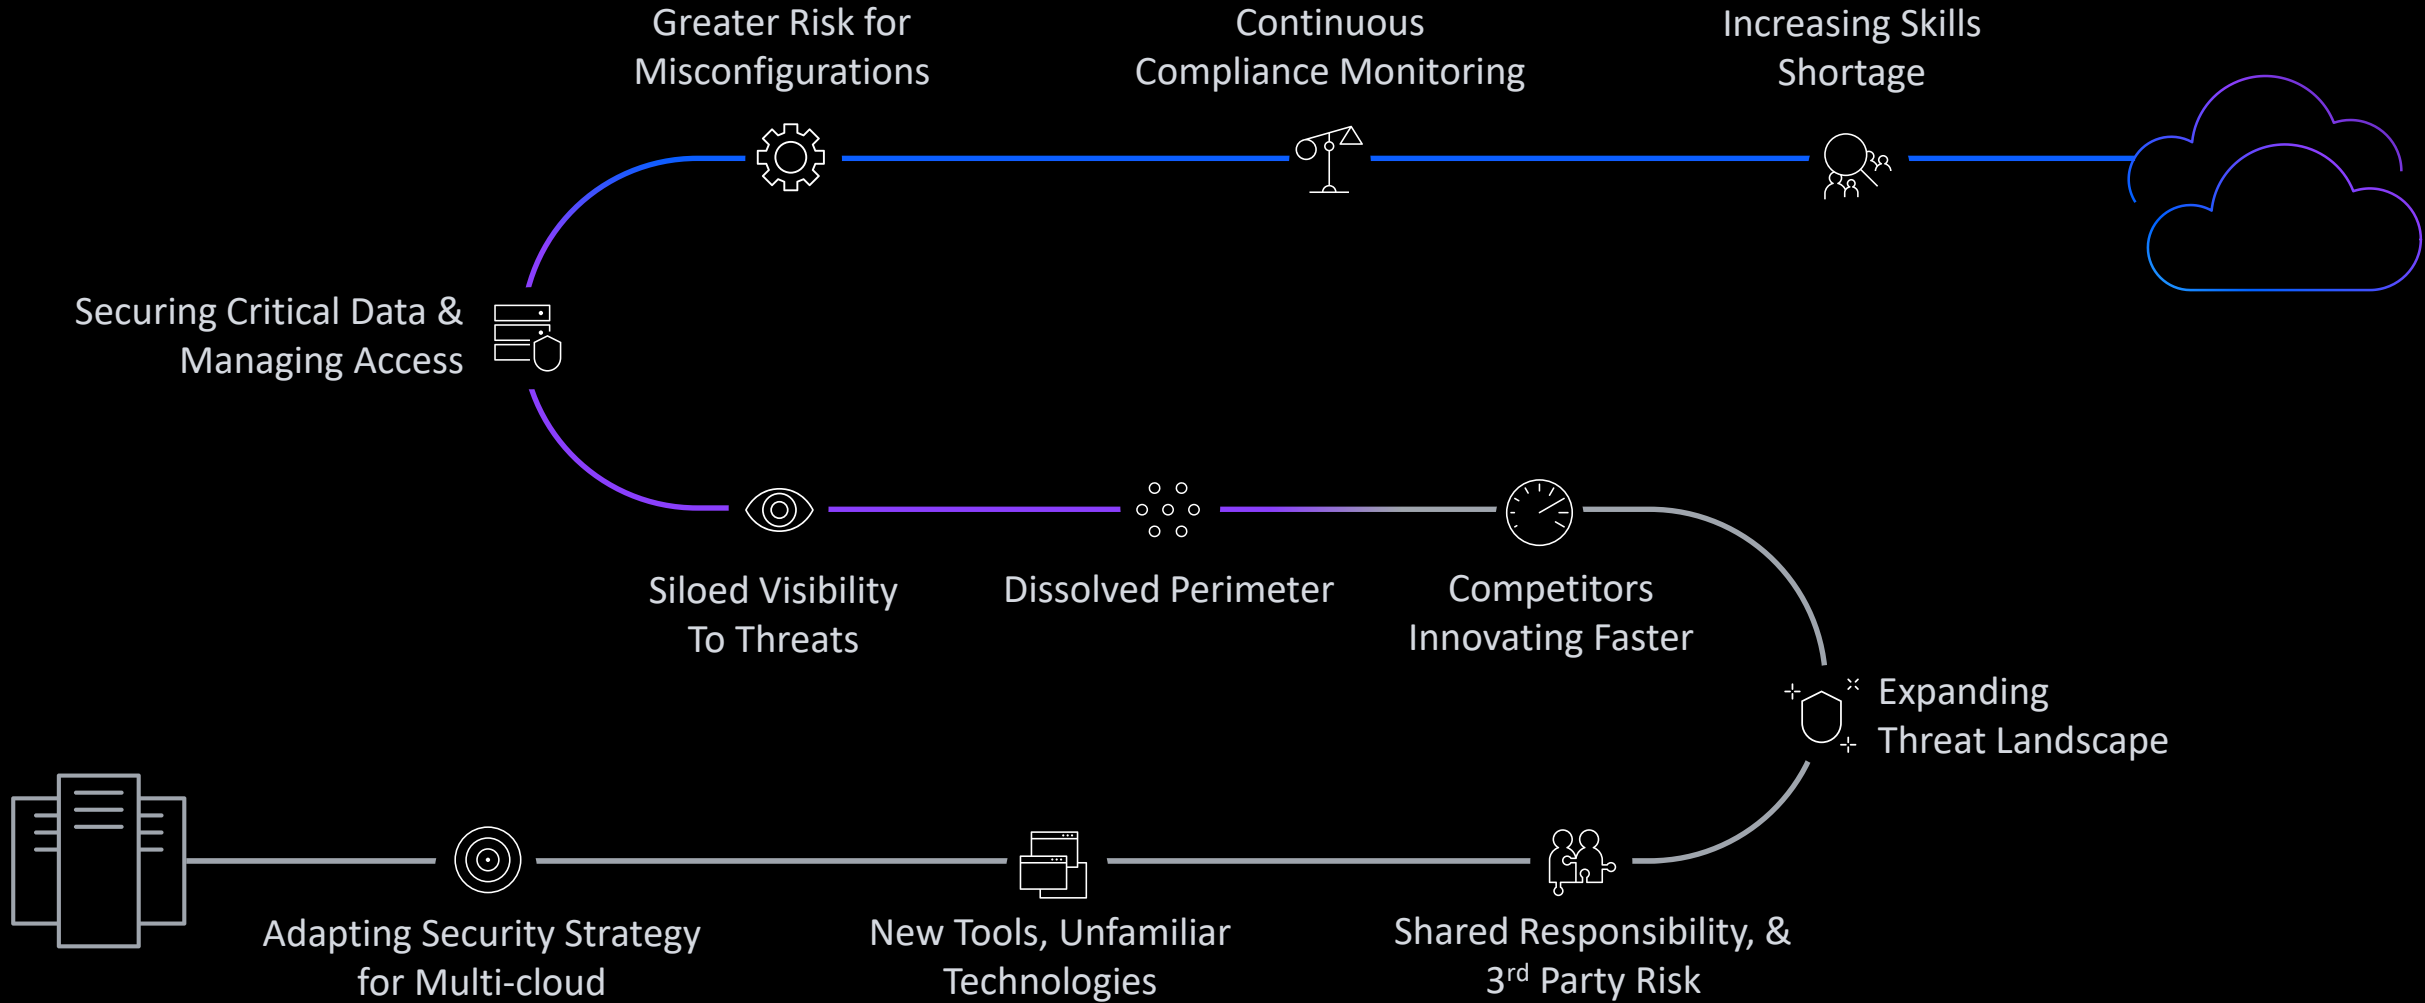 Greater Risk for
Misconfigurations
Continuous
Compliance Monitoring
Increasing Skills
Shortage
Securing Critical Data &
Managing Access
Siloed Visibility
To Threats
Dissolved Perimeter
Competitors
Innovating Faster
Expanding
Threat Landscape
Adapting Security Strategy
for Multi-cloud
New Tools, Unfamiliar
Technologies
Shared Responsibility, &
3rd Party Risk